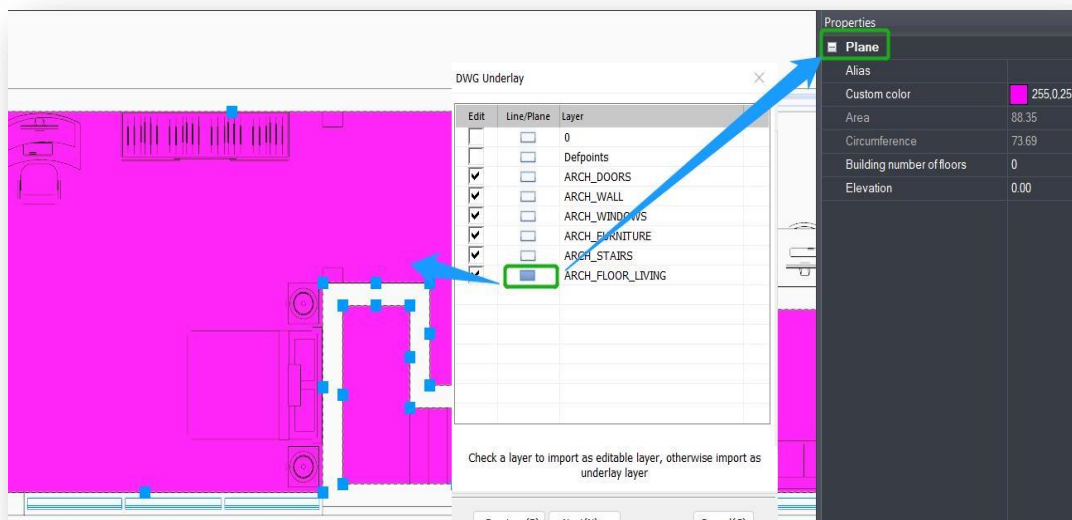 Properties
Plane
Alias
Custom color 255,0,25
Area 88.35
Circumference 73.69
Building number of floors 0
Elevation 0.00
DWG Underlay
Edit Line/Plane Layer
0
Defpoints
ARCH_DOORS
ARCH_WALL
ARCH_WINDOWS
ARCH_FURNITURE
ARCH_STAIRS
ARCH_FLOOR_LIVING
Check a layer to import as editable layer, otherwise import as
underlay layer